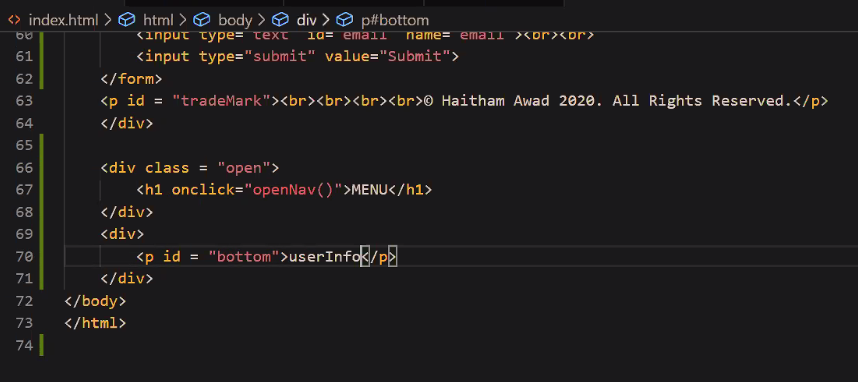 index.html > html > body > div > p#bottom
60 <input type="text" id="email" name="email"><br><br>
61 <input type="submit" value="Submit">
62 </form>
63 <p id = "tradeMark"><br><br><br><br>© Haitham Awad 2020. All Rights Reserved.</p>
64 </div>
65
66 <div class = "open">
67 <h1 onclick="openNav()">MENU</h1>
68 </div>
69 <div>
70 <p id = "bottom">userInfo</p>
71 </div>
72 </body>
73 </html>
74